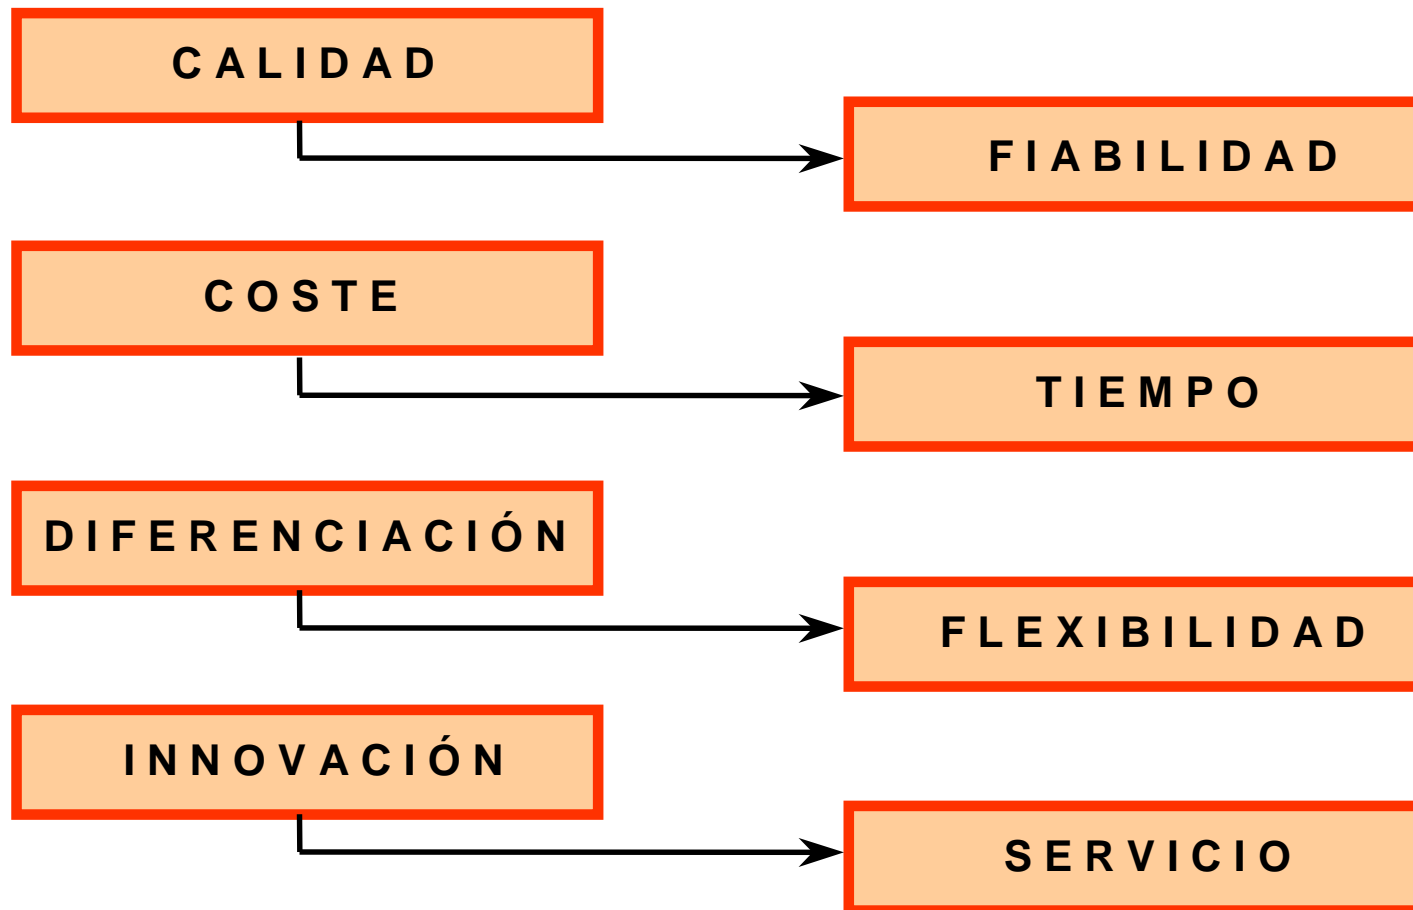 CALIDAD
FIABILIDAD
COSTE
TIEMPO
DIFERENCIACIÓN
FLEXIBILIDAD
INNOVACIÓN
SERVICIO